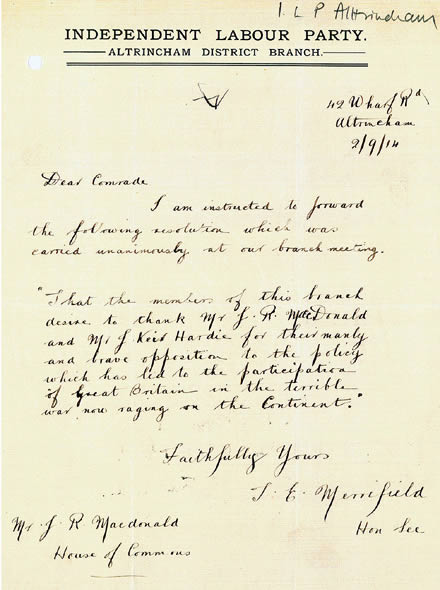 I L P Altrincham
INDEPENDENT LABOUR PARTY.
ALTRINCHAM DISTRICT BRANCH.
42 Wharf Rd
Altrincham
2/9/14
Dear Comrade
I am instructed to forward
the following resolution which was
carried unanimously at our branch meeting.
"That the members of this branch
desire to thank Mr J. R. MacDonald
and Mr J Keir Hardie for their manly
and brave opposition to the policy
which has led to the participation
of Great Britain in the terrible
war now raging on the Continent."
Faithfully Yours
J. E. Merrifield
Hon Sec
Mr J R Macdonald
House of Commons